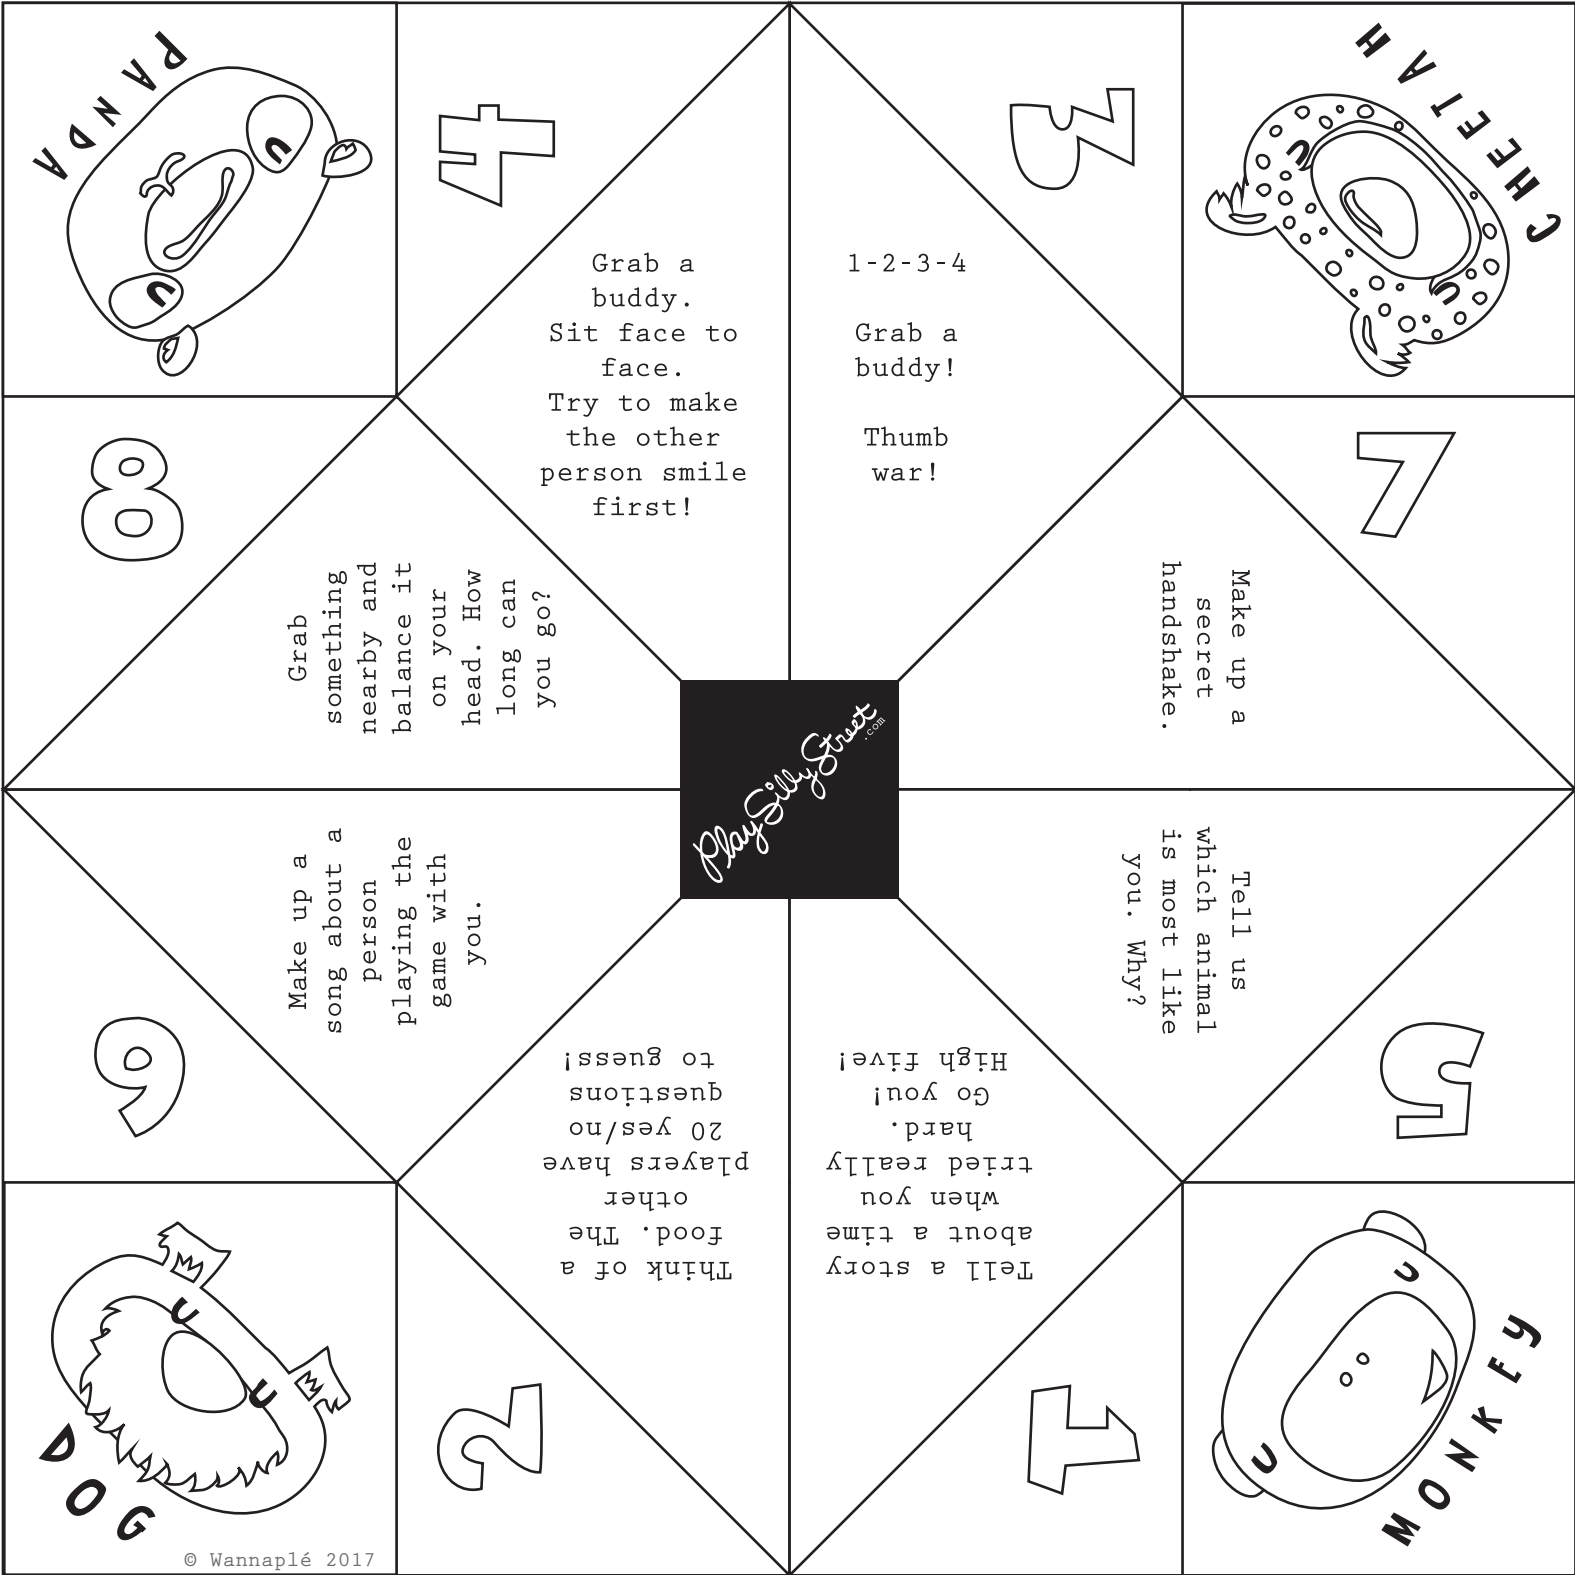 PANDA
4
3
CHEETAH
Grab a
buddy.
Sit face to
face.
Try to make
the other
person smile
first!
1-2-3-4
Grab a
buddy!
Thumb
war!
8
7
Grab
something
nearby and
balance it
on your
head. How
long can
you go?
Make up a
secret
handshake.
PlaySillyStreet
.com
Make up a
song about a
person
playing the
game with
you.
Tell us
which animal
is most like
you. Why?
6
5
Think of a
food. The
other
players have
20 yes/no
questions
to guess!
Tell a story
about a time
when you
tried really
hard.
Go you!
High five!
DOG
2
1
MONKEY
© Wannaplé 2017